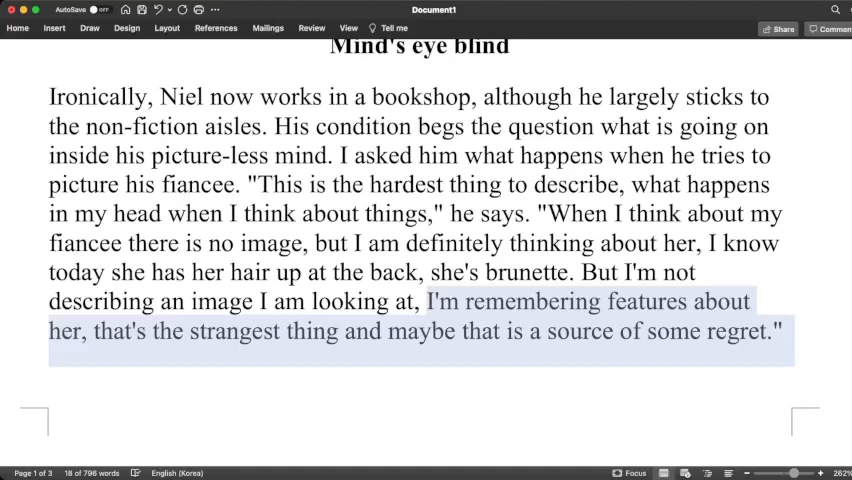 AutoSave OFF
Document1
Home Insert Draw Design Layout References Mailings Review View Tell me
Share
Mind's eye blind
Ironically, Niel now works in a bookshop, although he largely sticks to
the non-fiction aisles. His condition begs the question what is going on
inside his picture-less mind. I asked him what happens when he tries to
picture his fiancee. "This is the hardest thing to describe, what happens
in my head when I think about things," he says. "When I think about my
fiancee there is no image, but I am definitely thinking about her, I know
today she has her hair up at the back, she's brunette. But I'm not
describing an image I am looking at, I'm remembering features about
her, that's the strangest thing and maybe that is a source of some regret."
Page 1 of 3 18 of 796 words English (Korea) Focus